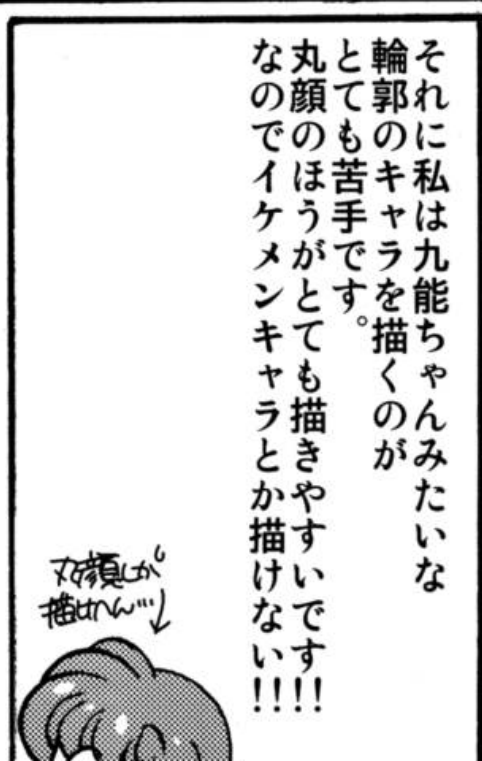 それに私は九能ちゃんみたいな
輪郭のキャラを描くのが
とても苦手です。
丸顔のほうがとても描きやすいです!!
なのでイケメンキャラとか描けない!!
丸顔しか
描けへん…